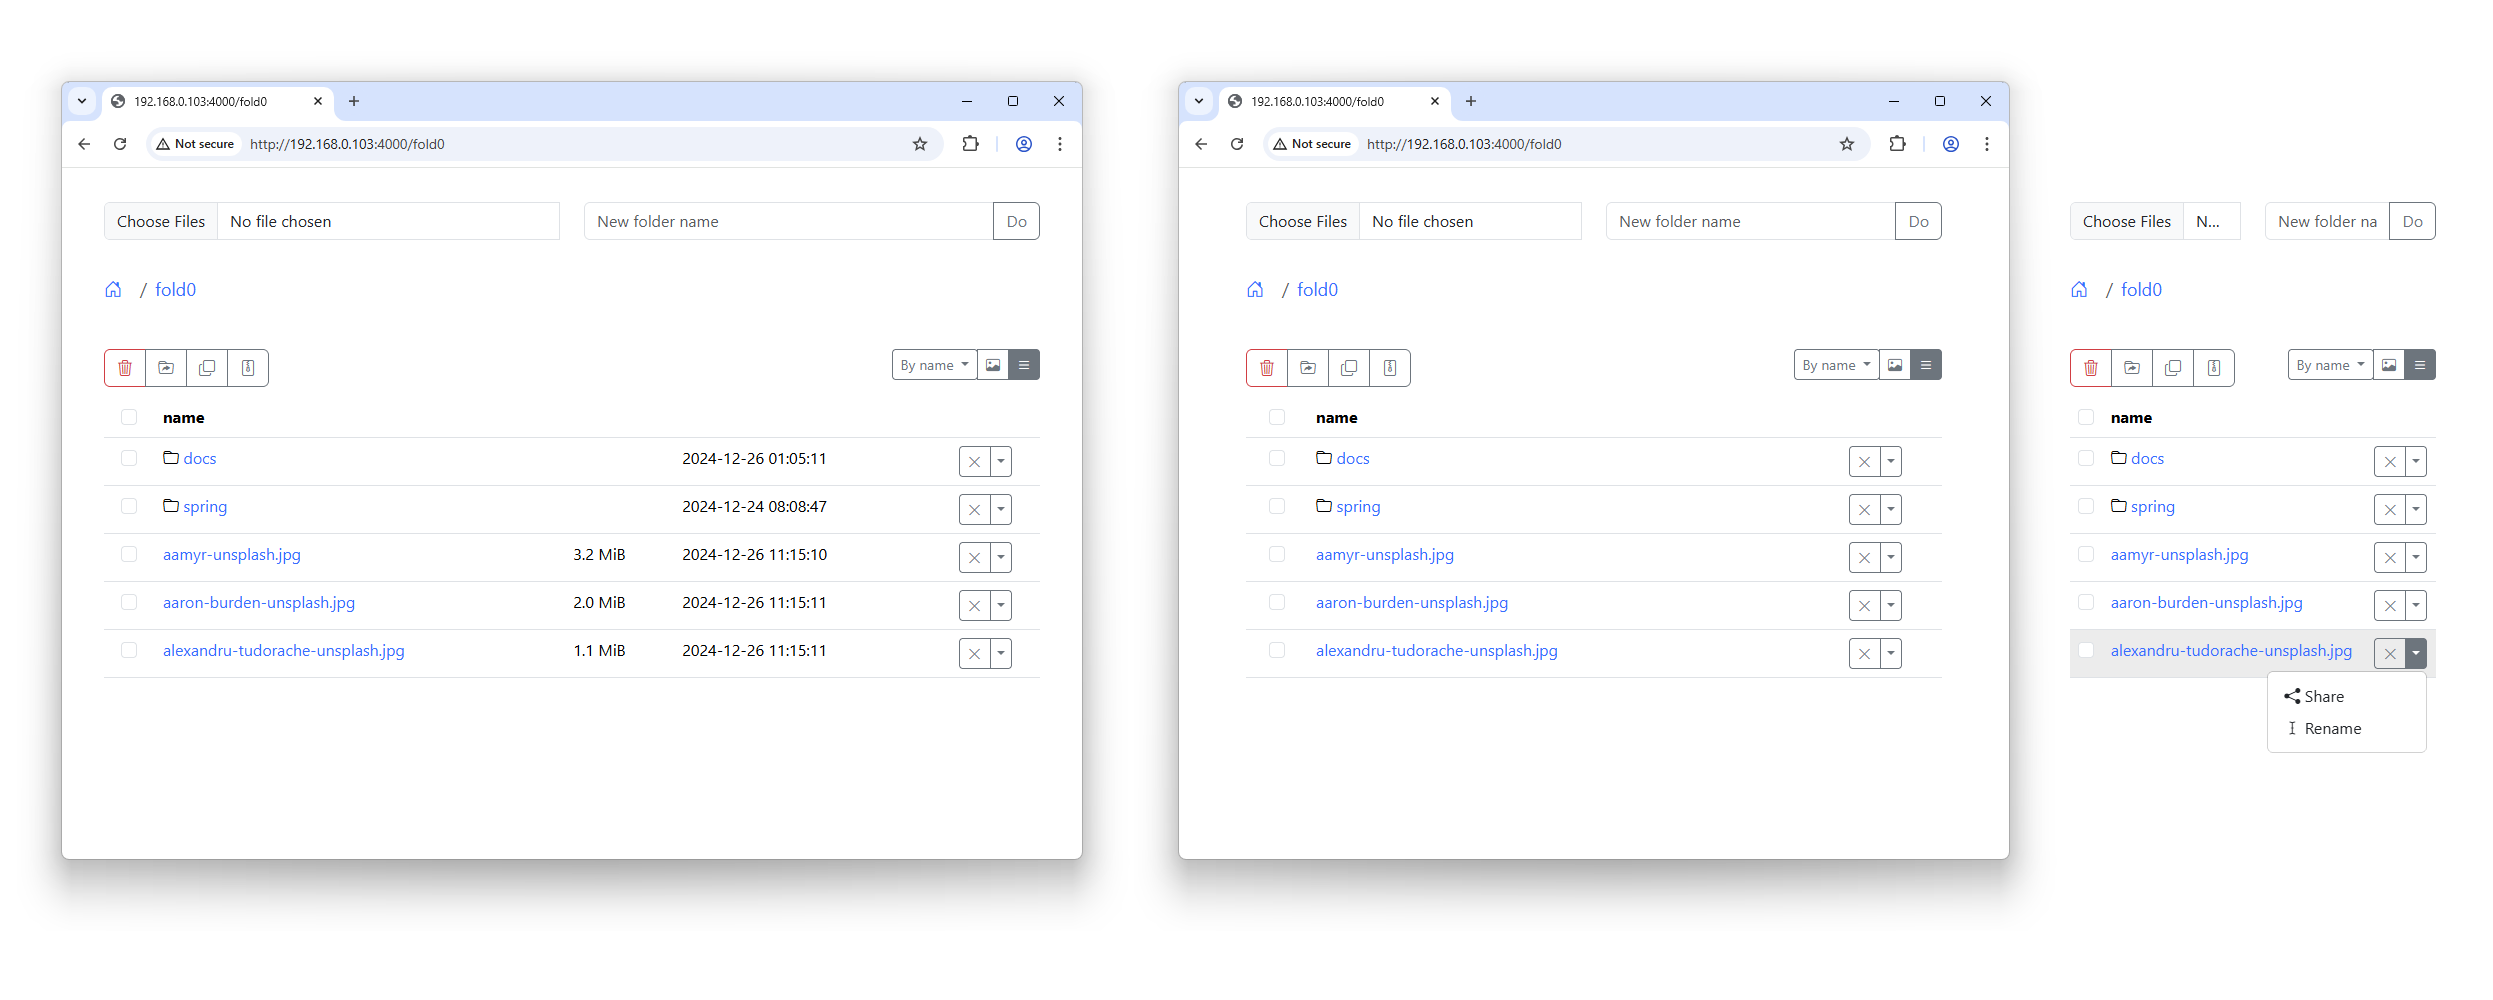 192.168.0.103:4000/fold0
Not secure http://192.168.0.103:4000/fold0
Choose Files No file chosen New folder name Do
/ fold0
By name
name
docs 2024-12-26 01:05:11
spring 2024-12-24 08:08:47
aamyr-unsplash.jpg 3.2 MiB 2024-12-26 11:15:10
aaron-burden-unsplash.jpg 2.0 MiB 2024-12-26 11:15:11
alexandru-tudorache-unsplash.jpg 1.1 MiB 2024-12-26 11:15:11
192.168.0.103:4000/fold0
Not secure http://192.168.0.103:4000/fold0
Choose Files No file chosen New folder name Do
/ fold0
By name
name
docs
spring
aamyr-unsplash.jpg
aaron-burden-unsplash.jpg
alexandru-tudorache-unsplash.jpg
Choose Files N... New folder na Do
/ fold0
By name
name
docs
spring
aamyr-unsplash.jpg
aaron-burden-unsplash.jpg
alexandru-tudorache-unsplash.jpg
Share
Rename